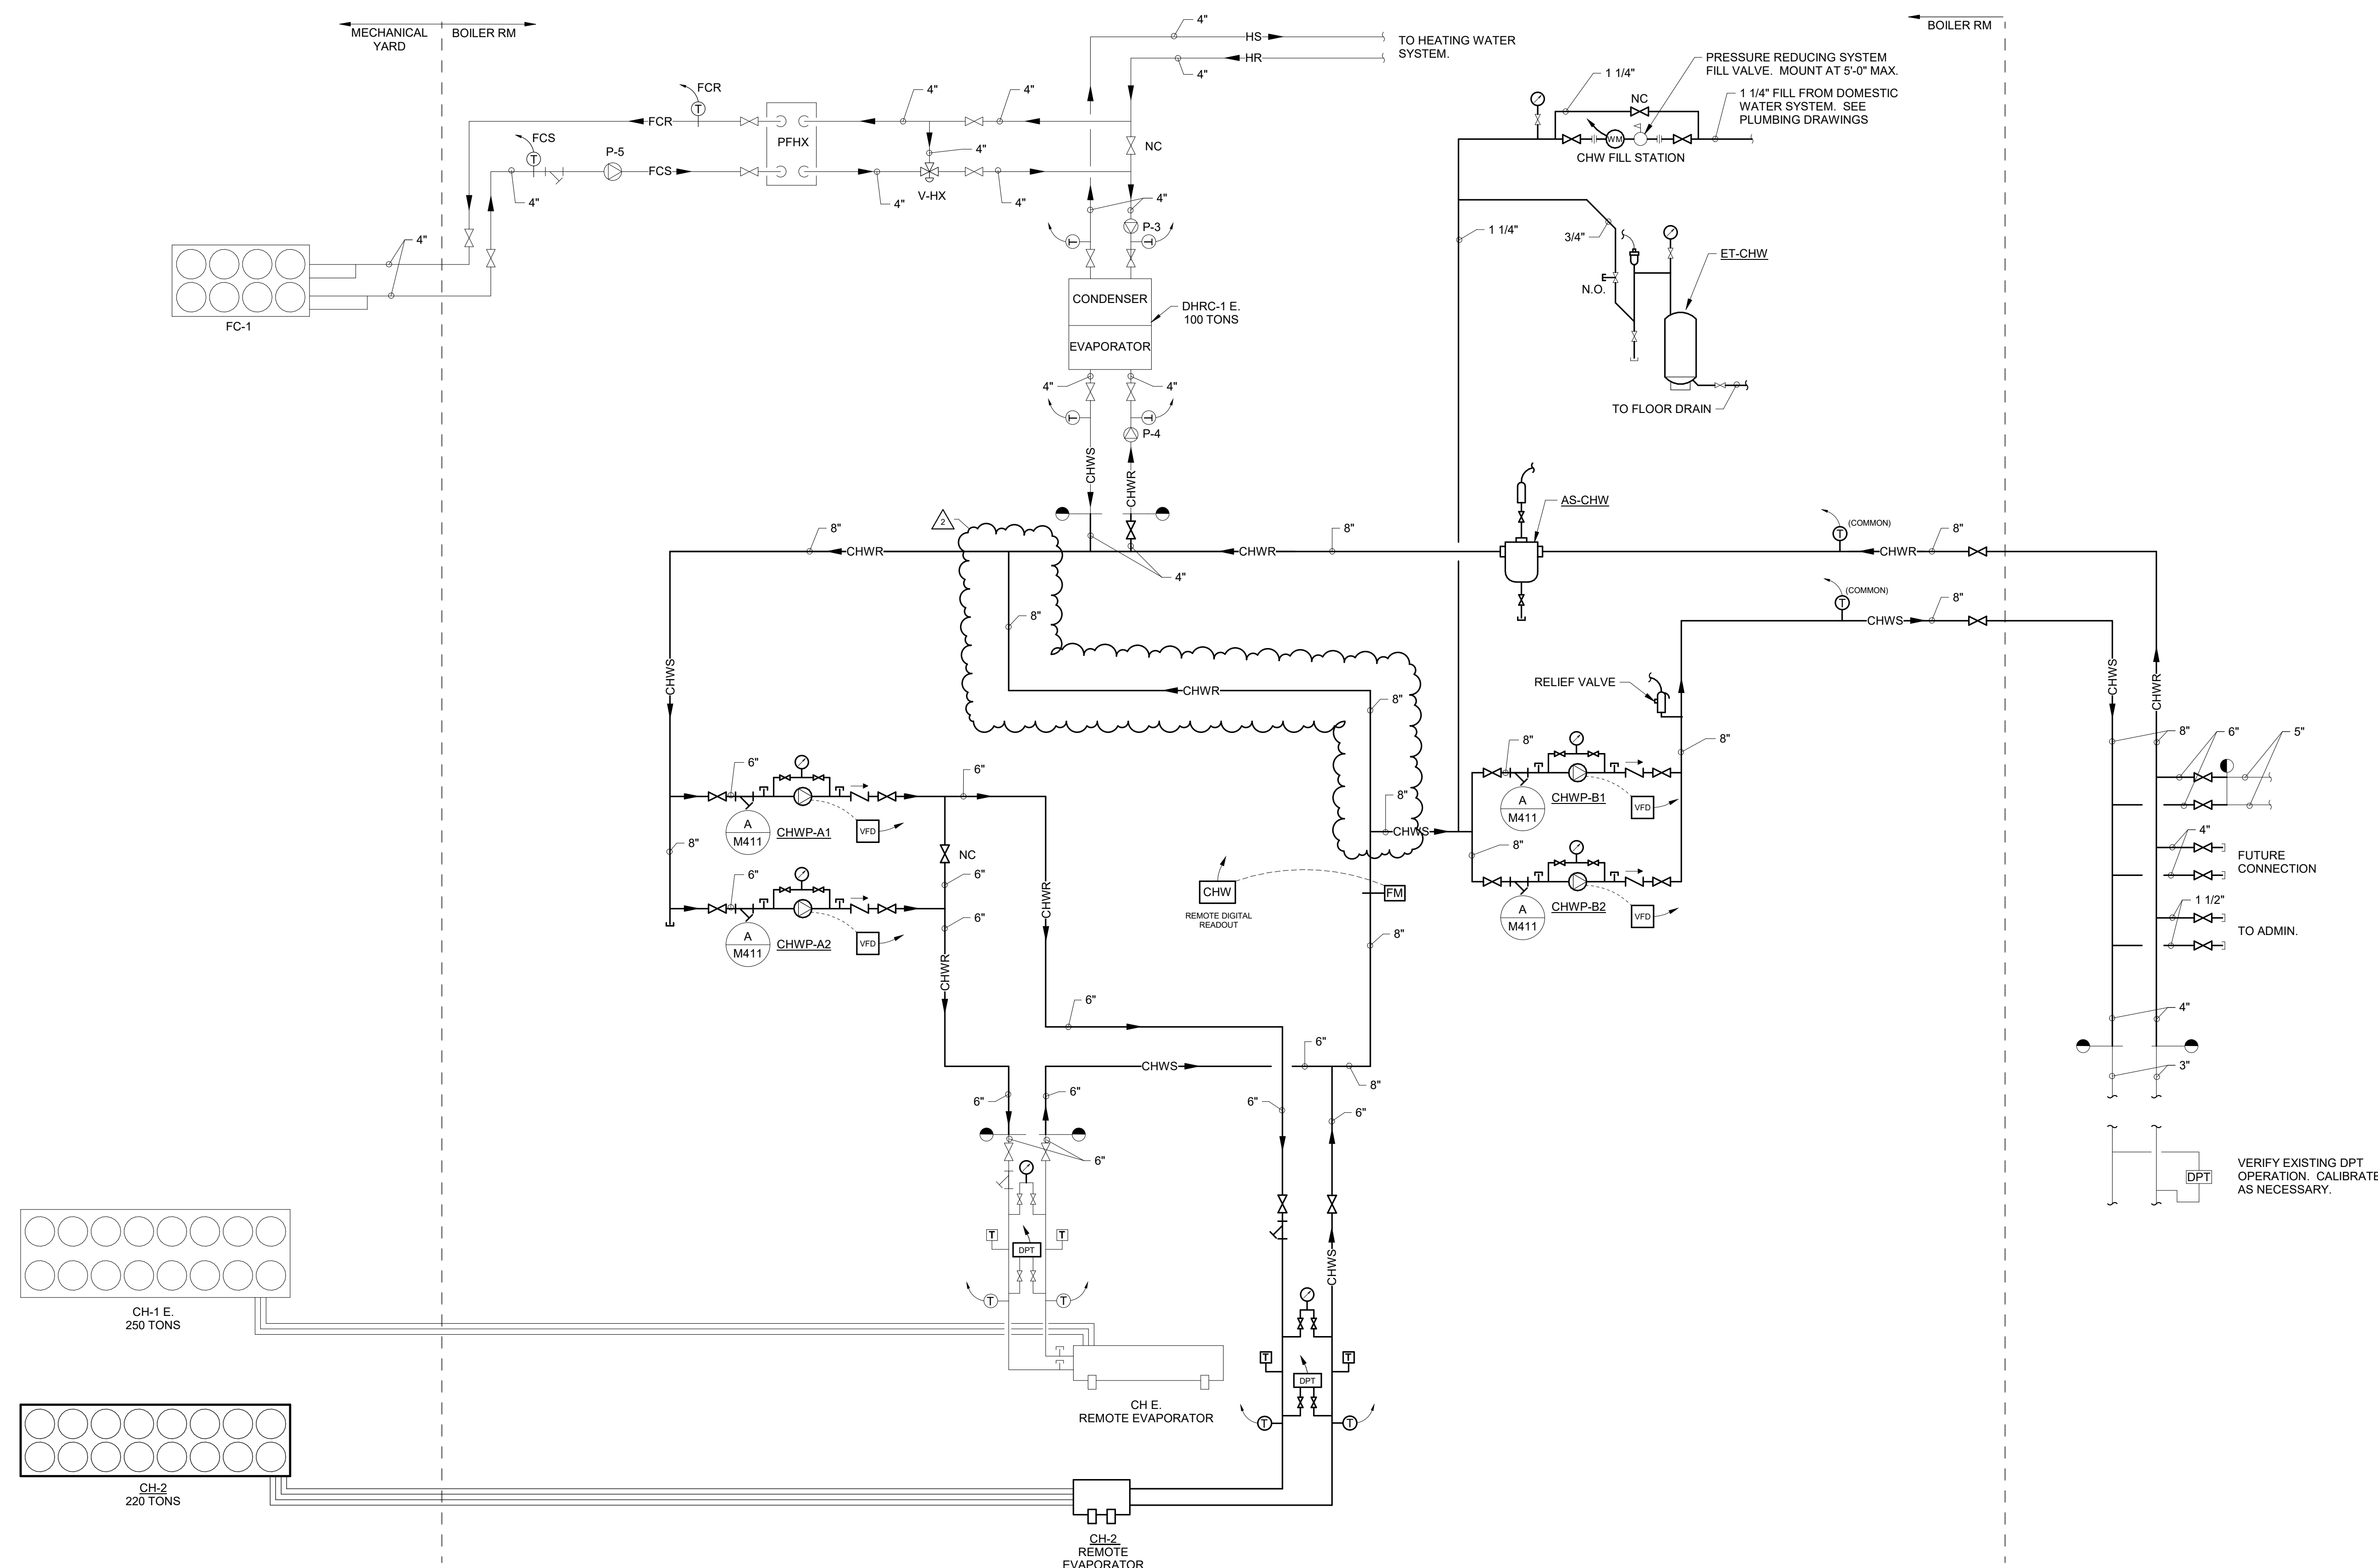 MECHANICAL
YARD
BOILER RM
4"
HS
TO HEATING WATER
SYSTEM.
HR
4"
BOILER RM
PRESSURE REDUCING SYSTEM
FILL VALVE. MOUNT AT 5'-0" MAX.
1 1/4"
NC
1 1/4" FILL FROM DOMESTIC
WATER SYSTEM. SEE
PLUMBING DRAWINGS
WM
CHW FILL STATION
FCR
T
FCR
4"
4"
FCS
T
P-5
FCS
4"
PFHX
4"
NC
4"
V-HX
4"
4"
P-3
T
T
4"
FC-1
CONDENSER
EVAPORATOR
DHRC-1 E.
100 TONS
1 1/4"
3/4"
N.O.
ET-CHW
TO FLOOR DRAIN
4"
4"
T
T
P-4
CHWS
CHWR
2
8"
CHWR
4"
CHWR
8"
AS-CHW
(COMMON)
T
CHWR
8"
(COMMON)
T
CHWS
8"
8"
CHWR
8"
CHWS
RELIEF VALVE
8"
8"
CHWS
8"
CHWP-B1
A
M411
VFD
8"
CHWP-B2
A
M411
VFD
CHWS
CHWR
8"
6"
5"
4"
FUTURE
CONNECTION
1 1/2"
TO ADMIN.
4"
3"
DPT
VERIFY EXISTING DPT
OPERATION. CALIBRATE
AS NECESSARY.
6"
A
M411
CHWP-A1
VFD
6"
8"
6"
A
M411
CHWP-A2
VFD
NC
6"
6"
CHWR
CHWR
CHW
REMOTE DIGITAL
READOUT
FM
8"
6"
CHWS
6"
8"
6"
6"
6"
6"
6"
T
T
DPT
T
T
CHWS
CH-1 E.
250 TONS
CH E.
REMOTE EVAPORATOR
T
T
DPT
T
T
CH-2
220 TONS
CH-2
REMOTE
EVAPORATOR